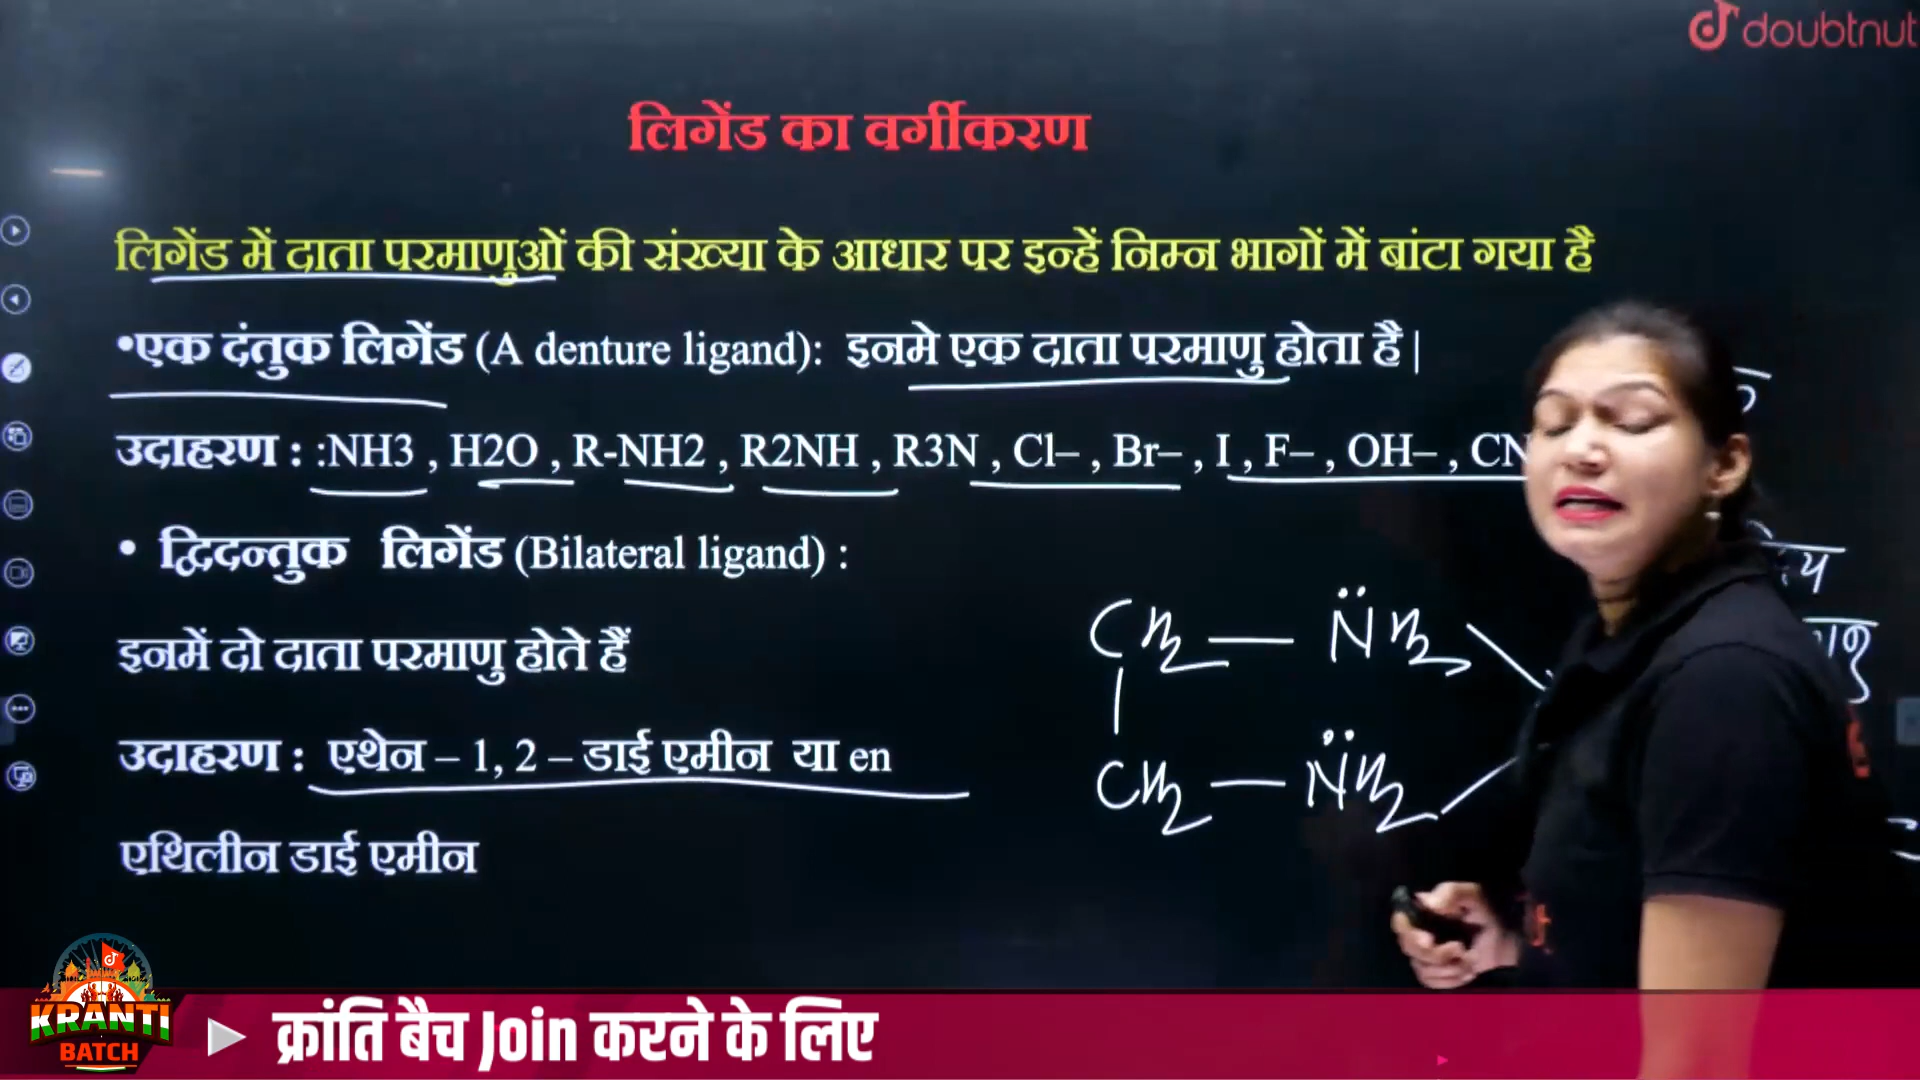 doubtnut
लिगेंड का वर्गीकरण
लिगेंड में दाता परमाणुओं की संख्या के आधार पर इन्हें निम्न भागों में बांटा गया है
•एक दंतुक लिगेंड (A denture ligand): इनमे एक दाता परमाणु होता है |
उदाहरण : :NH3 , H2O , R-NH2 , R2NH , R3N , Cl– , Br– , I , F– , OH– , CN
• द्विदन्तुक लिगेंड (Bilateral ligand) :
इनमें दो दाता परमाणु होते हैं
CH2 — N̈H2
उदाहरण : एथेन – 1, 2 – डाई एमीन या en
CH2 — N̈H2
एथिलीन डाई एमीन
KRANTI
BATCH
क्रांति बैच Join करने के लिए